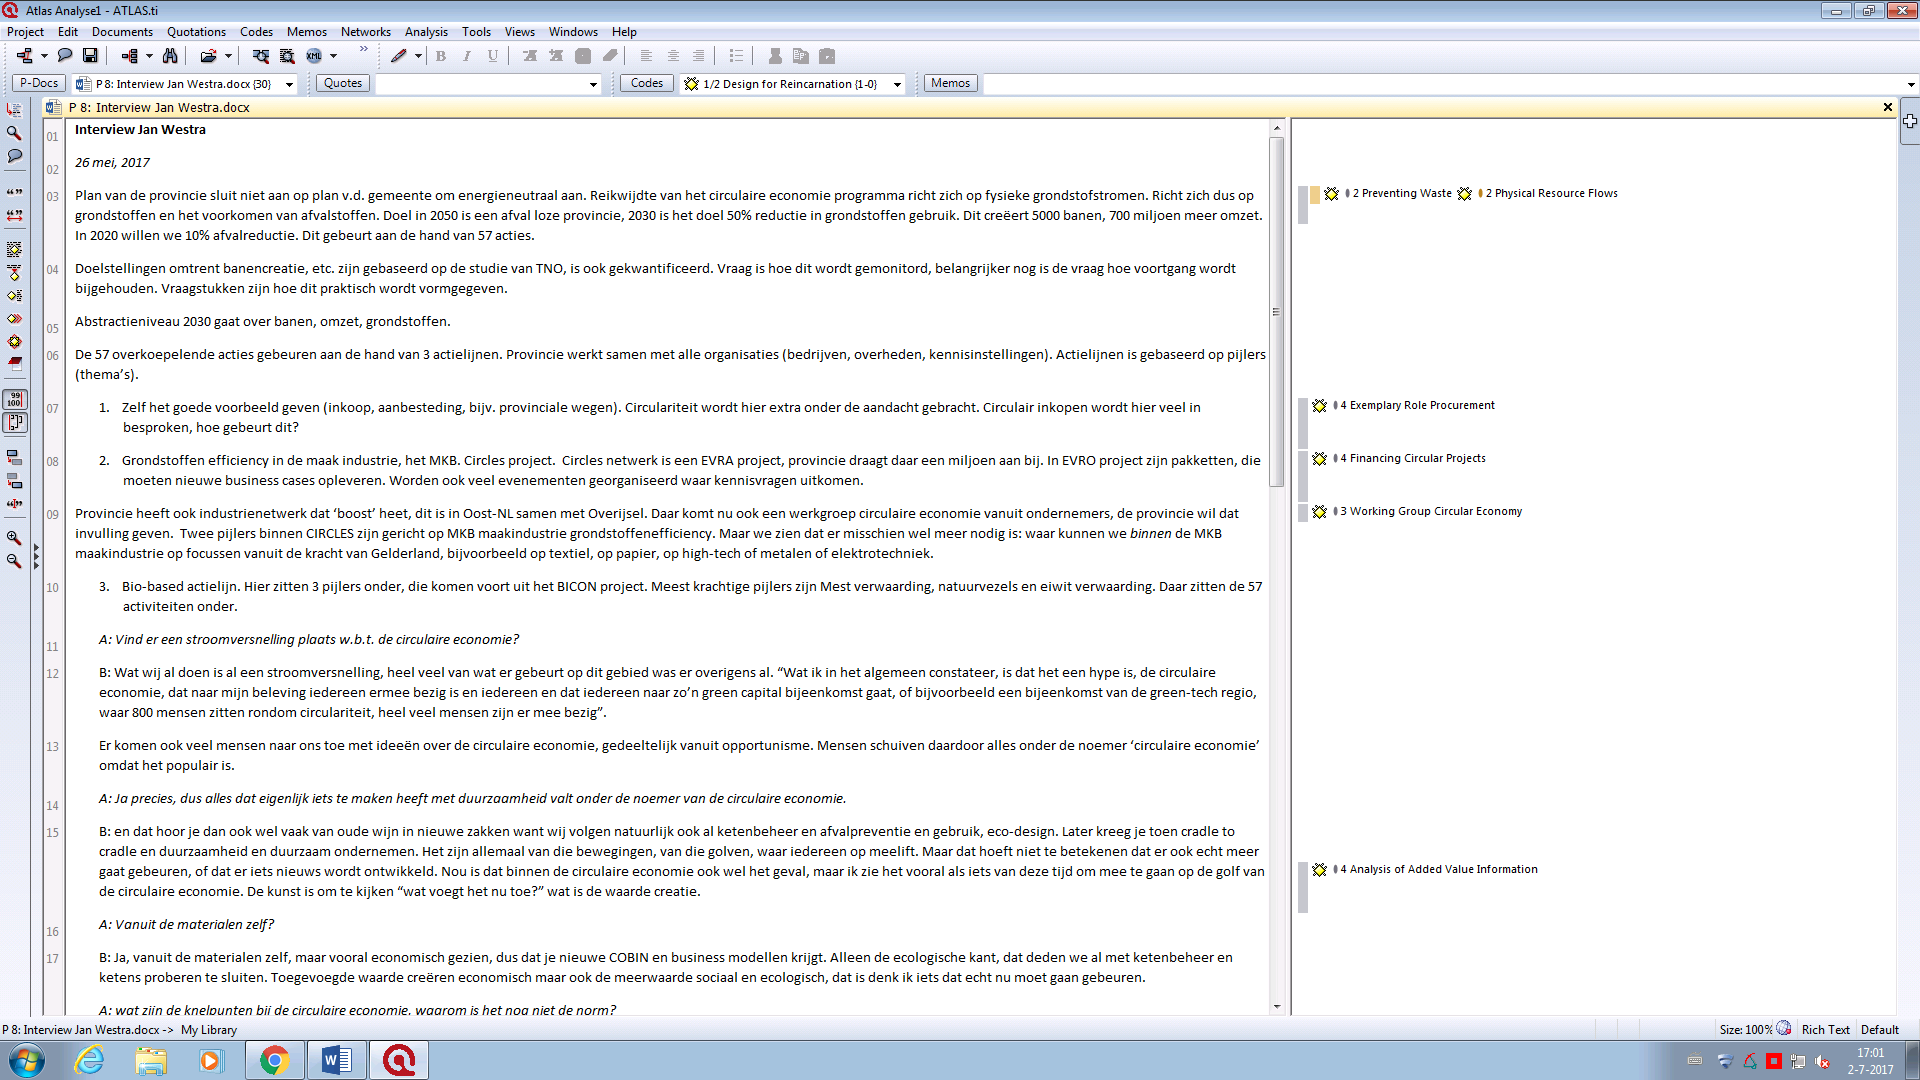 Atlas Analyse1 - ATLAS.ti
Project Edit Documents Quotations Codes Memos Networks Analysis Tools Views Windows Help
XML » B I U A A
P-Docs P 8: Interview Jan Westra.docx {30} Quotes Codes 1/2 Design for Reincarnation {1-0} Memos
P 8: Interview Jan Westra.docx
01 Interview Jan Westra
02 26 mei, 2017
03 Plan van de provincie sluit niet aan op plan v.d. gemeente om energieneutraal aan. Reikwijdte van het circulaire economie programma richt zich op fysieke grondstofstromen. Richt zich dus op
grondstoffen en het voorkomen van afvalstoffen. Doel in 2050 is een afval loze provincie, 2030 is het doel 50% reductie in grondstoffen gebruik. Dit creëert 5000 banen, 700 miljoen meer omzet.
In 2020 willen we 10% afvalreductie. Dit gebeurt aan de hand van 57 acties.
2 Preventing Waste 2 Physical Resource Flows
04 Doelstellingen omtrent banencreatie, etc. zijn gebaseerd op de studie van TNO, is ook gekwantificeerd. Vraag is hoe dit wordt gemonitord, belangrijker nog is de vraag hoe voortgang wordt
bijgehouden. Vraagstukken zijn hoe dit praktisch wordt vormgegeven.
05 Abstractieniveau 2030 gaat over banen, omzet, grondstoffen.
06 De 57 overkoepelende acties gebeuren aan de hand van 3 actielijnen. Provincie werkt samen met alle organisaties (bedrijven, overheden, kennisinstellingen). Actielijnen is gebaseerd op pijlers
(thema's).
07 1. Zelf het goede voorbeeld geven (inkoop, aanbesteding, bijv. provinciale wegen). Circulariteit wordt hier extra onder de aandacht gebracht. Circulair inkopen wordt hier veel in
besproken, hoe gebeurt dit?
4 Exemplary Role Procurement
08 2. Grondstoffen efficiency in de maak industrie, het MKB. Circles project. Circles netwerk is een EVRA project, provincie draagt daar een miljoen aan bij. In EVRO project zijn pakketten, die
moeten nieuwe business cases opleveren. Worden ook veel evenementen georganiseerd waar kennisvragen uitkomen.
4 Financing Circular Projects
09 Provincie heeft ook industrienetwerk dat ‘boost’ heet, dit is in Oost-NL samen met Overijsel. Daar komt nu ook een werkgroep circulaire economie vanuit ondernemers, de provincie wil dat
invulling geven. Twee pijlers binnen CIRCLES zijn gericht op MKB maakindustrie grondstoffenefficiency. Maar we zien dat er misschien wel meer nodig is: waar kunnen we binnen de MKB
maakindustrie op focussen vanuit de kracht van Gelderland, bijvoorbeeld op textiel, op papier, op high-tech of metalen of elektrotechniek.
3 Working Group Circular Economy
10 3. Bio-based actielijn. Hier zitten 3 pijlers onder, die komen voort uit het BICON project. Meest krachtige pijlers zijn Mest verwaarding, natuurvezels en eiwit verwaarding. Daar zitten de 57
activiteiten onder.
11 A: Vind er een stroomversnelling plaats w.b.t. de circulaire economie?
12 B: Wat wij al doen is al een stroomversnelling, heel veel van wat er gebeurt op dit gebied was er overigens al. “Wat ik in het algemeen constateer, is dat het een hype is, de circulaire
economie, dat naar mijn beleving iedereen ermee bezig is en iedereen en dat iedereen naar zo’n green capital bijeenkomst gaat, of bijvoorbeeld een bijeenkomst van de green-tech regio,
waar 800 mensen zitten rondom circulariteit, heel veel mensen zijn er mee bezig”.
13 Er komen ook veel mensen naar ons toe met ideeën over de circulaire economie, gedeeltelijk vanuit opportunisme. Mensen schuiven daardoor alles onder de noemer ‘circulaire economie’
omdat het populair is.
14 A: Ja precies, dus alles dat eigenlijk iets te maken heeft met duurzaamheid valt onder de noemer van de circulaire economie.
15 B: en dat hoor je dan ook wel vaak van oude wijn in nieuwe zakken want wij volgen natuurlijk ook al ketenbeheer en afvalpreventie en gebruik, eco-design. Later kreeg je toen cradle to
cradle en duurzaamheid en duurzaam ondernemen. Het zijn allemaal van die bewegingen, van die golven, waar iedereen op meelift. Maar dat hoeft niet te betekenen dat er ook echt meer
gaat gebeuren, of dat er iets nieuws wordt ontwikkeld. Nou is dat binnen de circulaire economie ook wel het geval, maar ik zie het vooral als iets van deze tijd om mee te gaan op de golf van
de circulaire economie. De kunst is om te kijken “wat voegt het nu toe?” wat is de waarde creatie.
4 Analysis of Added Value Information
16 A: Vanuit de materialen zelf?
17 B: Ja, vanuit de materialen zelf, maar vooral economisch gezien, dus dat je nieuwe COBIN en business modellen krijgt. Alleen de ecologische kant, dat deden we al met ketenbeheer en
ketens proberen te sluiten. Toegevoegde waarde creëren economisch maar ook de meerwaarde sociaal en ecologisch, dat is denk ik iets dat echt nu moet gaan gebeuren.
A: wat zijn de knelpunten bij de circulaire economie, waarom is het nog niet de norm?
P 8: Interview Jan Westra.docx -> My Library Size: 100% Rich Text Default
17:01
2-7-2017